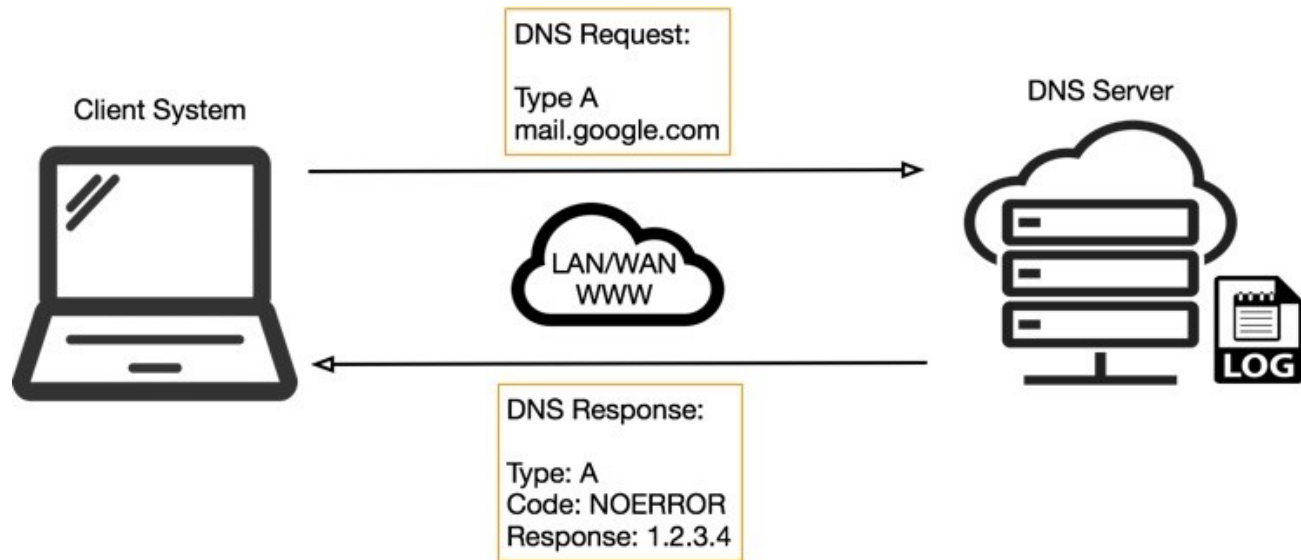 DNS Request:
Type A
mail.google.com
Client System
DNS Server
LAN/WAN
WWW
LOG
DNS Response:
Type: A
Code: NOERROR
Response: 1.2.3.4